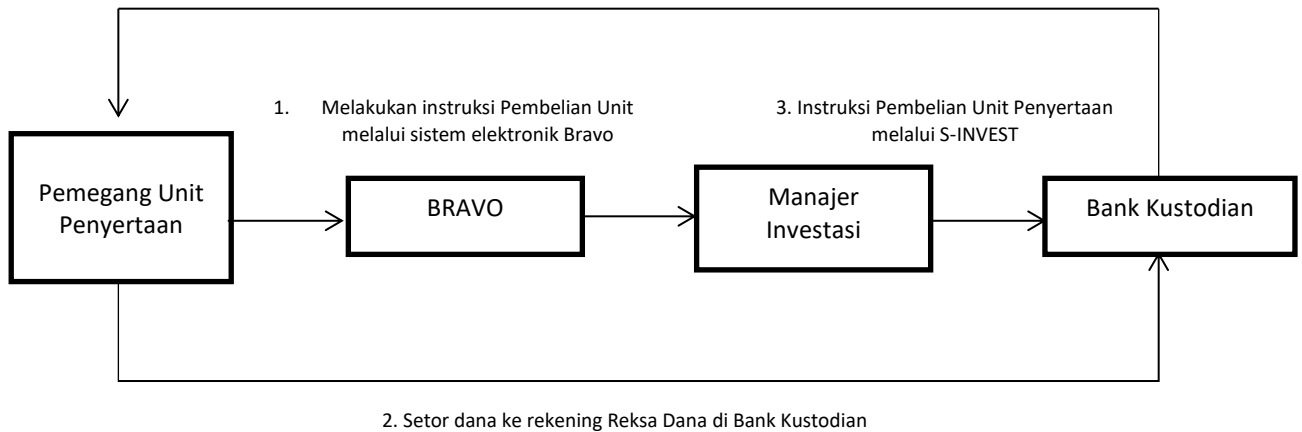 1. Melakukan instruksi Pembelian Unit
melalui sistem elektronik Bravo
3. Instruksi Pembelian Unit Penyertaan
melalui S-INVEST
Pemegang Unit
Penyertaan
BRAVO
Manajer
Investasi
Bank Kustodian
2. Setor dana ke rekening Reksa Dana di Bank Kustodian